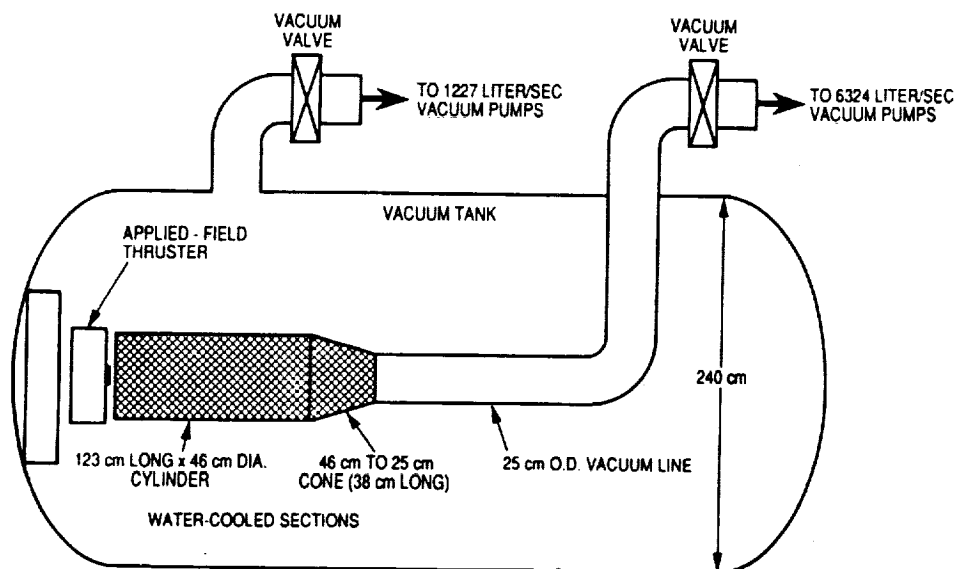 VACUUM
VALVE
TO 1227 LITER/SEC
VACUUM PUMPS
VACUUM
VALVE
TO 6324 LITER/SEC
VACUUM PUMPS
VACUUM TANK
APPLIED - FIELD
THRUSTER
240 cm
123 cm LONG x 46 cm DIA.
CYLINDER
46 cm TO 25 cm
CONE (38 cm LONG)
25 cm O.D. VACUUM LINE
WATER-COOLED SECTIONS